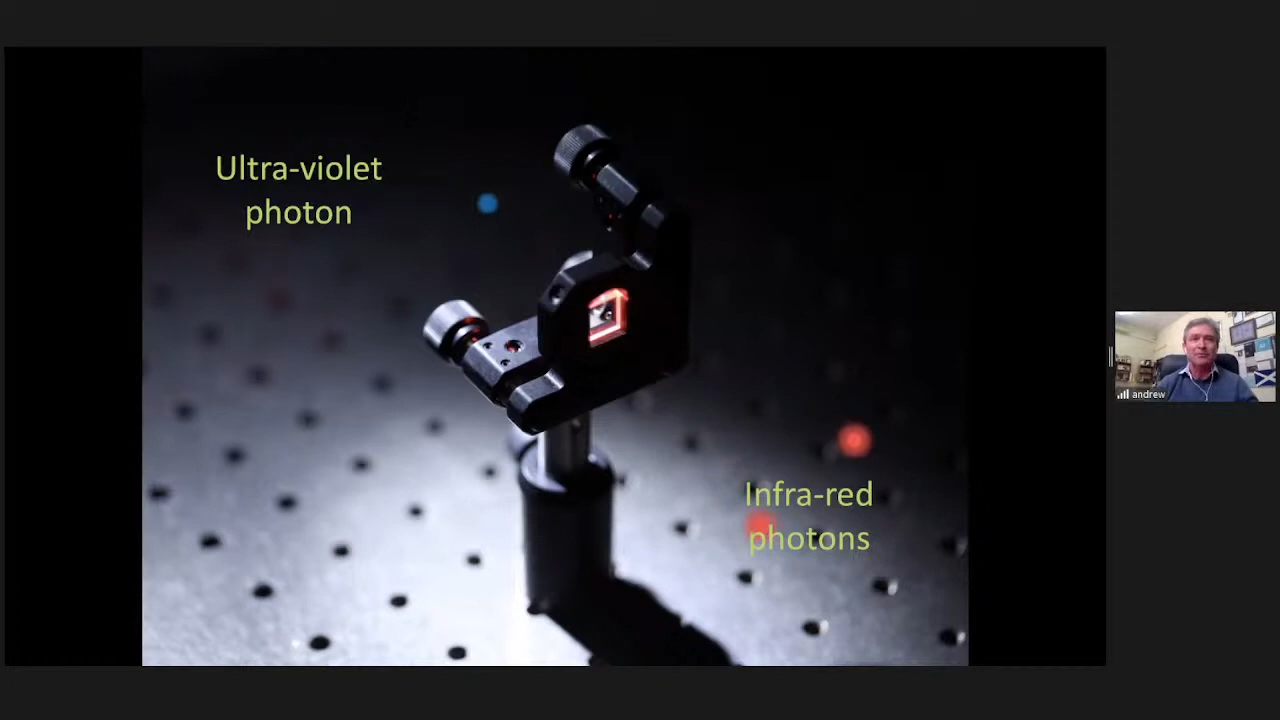 Ultra-violet
photon
Infra-red
photons
andrew